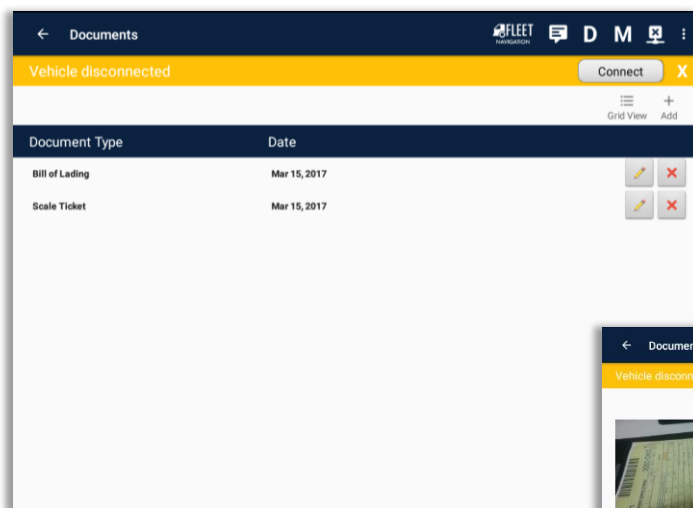 Documents
FLEET
NAVIGATION
D M
Vehicle disconnected
Connect X
Grid View Add
Document Type Date
Bill of Lading Mar 15, 2017
Scale Ticket Mar 15, 2017
Documen
Vehicle disconn